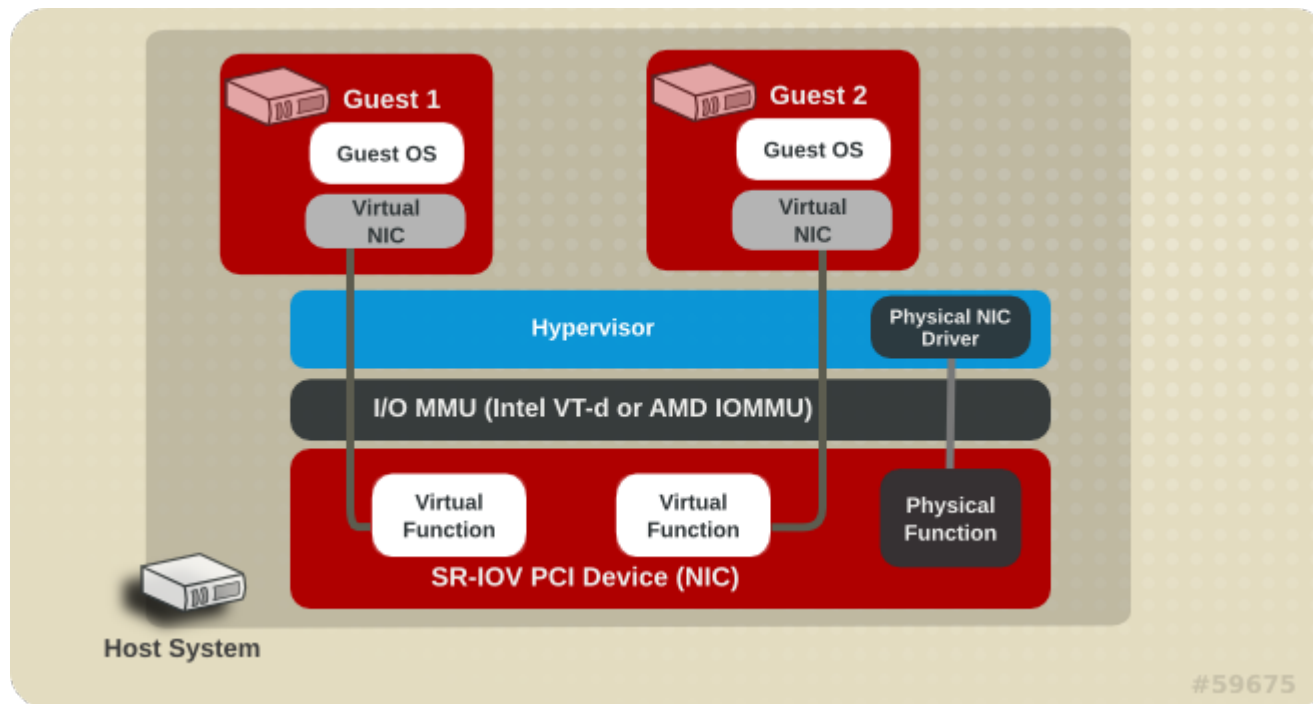 Guest 1
Guest OS
Virtual
NIC
Guest 2
Guest OS
Virtual
NIC
Hypervisor
Physical NIC
Driver
I/O MMU (Intel VT-d or AMD IOMMU)
Virtual
Function
Virtual
Function
Physical
Function
SR-IOV PCI Device (NIC)
Host System
#59675